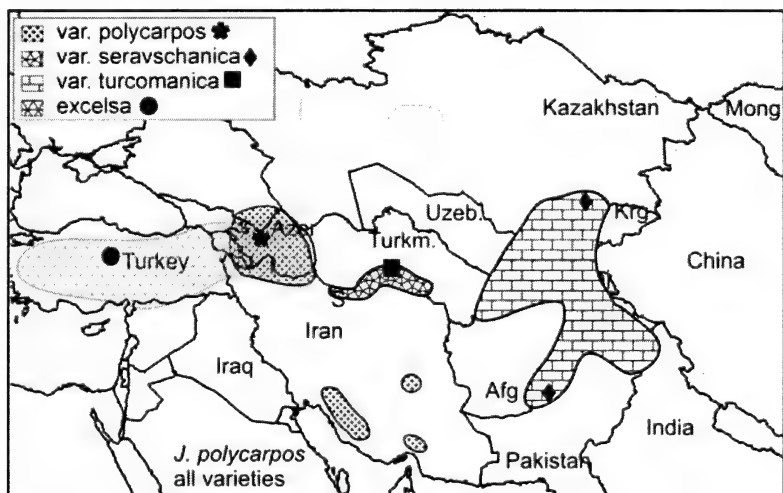 var. polycarpos
var. seravschanica
var. turcomanica
excelsa
Kazakhstan
Mong
Uzeb.
Krg
Aze
Turkm.
Turkey
China
Iran
Iraq
Afg
India
Pakistan
J. polycarpos
all varieties